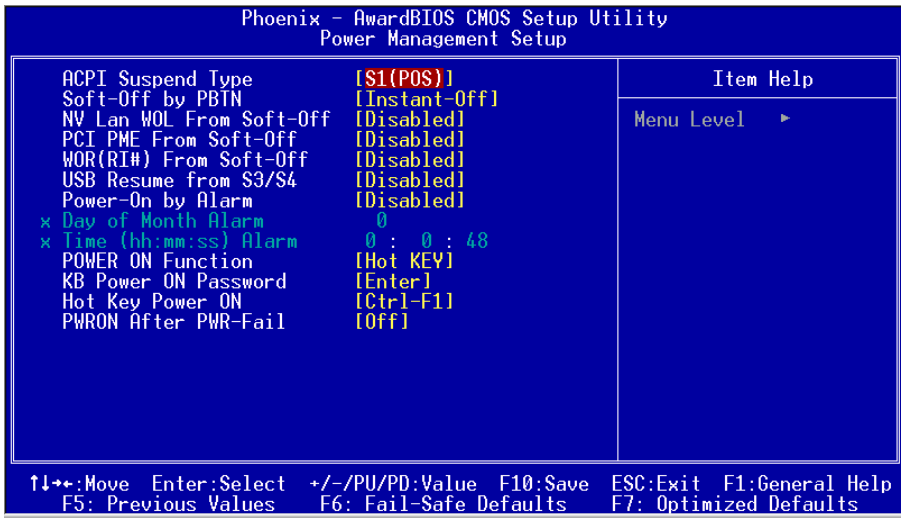 Phoenix - AwardBIOS CMOS Setup Utility
Power Management Setup
ACPI Suspend Type [S1(POS)]
Soft-Off by PBTN [Instant-Off]
NV Lan WOL From Soft-Off [Disabled]
PCI PME From Soft-Off [Disabled]
WOR(RI#) From Soft-Off [Disabled]
USB Resume from S3/S4 [Disabled]
Power-On by Alarm [Disabled]
x Day of Month Alarm 0
x Time (hh:mm:ss) Alarm 0 : 0 : 48
POWER ON Function [Hot KEY]
KB Power ON Password [Enter]
Hot Key Power ON [Ctrl-F1]
PWRON After PWR-Fail [Off]
Item Help
Menu Level ►
↑↓→←:Move Enter:Select +/-/PU/PD:Value F10:Save ESC:Exit F1:General Help
F5: Previous Values F6: Fail-Safe Defaults F7: Optimized Defaults